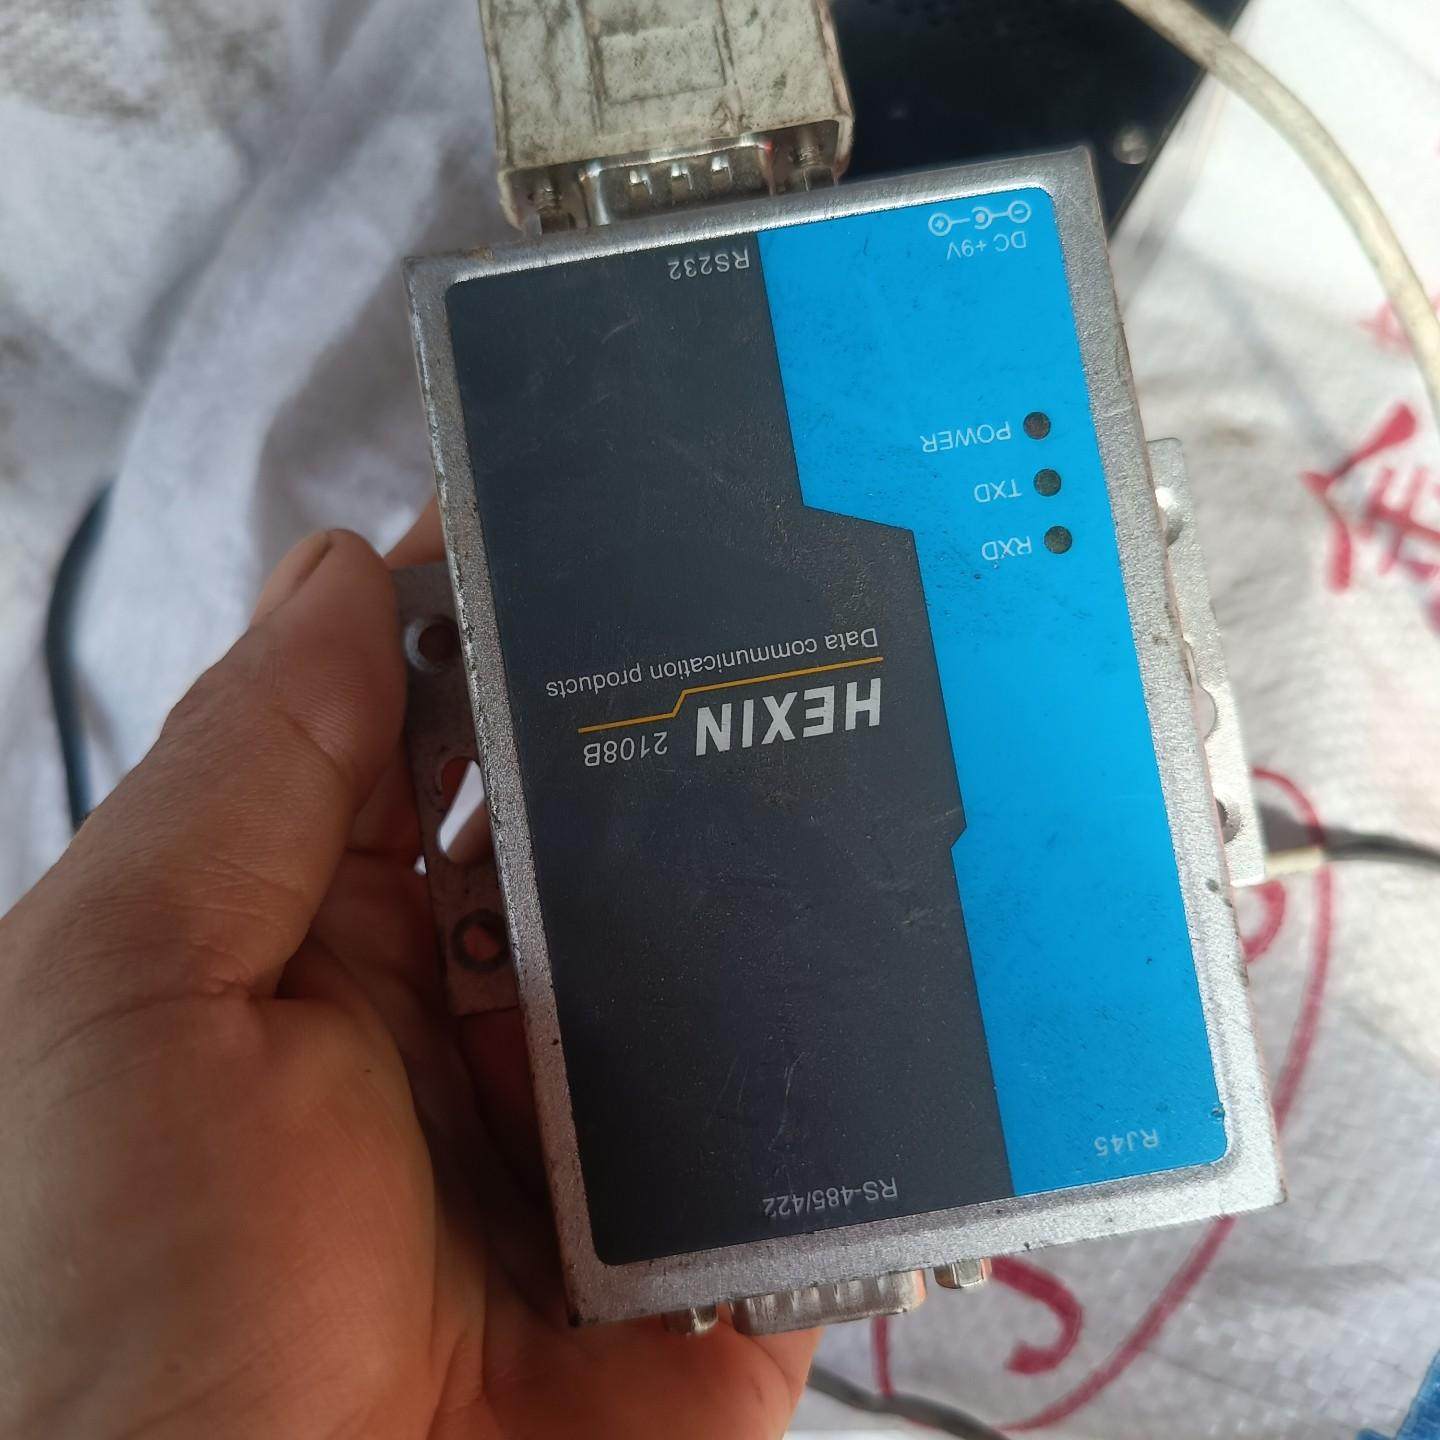 RJ45
RS-485/422
HEXIN 2108B
Data communication products
RXD
TXD
POWER
DC +9V
RS232